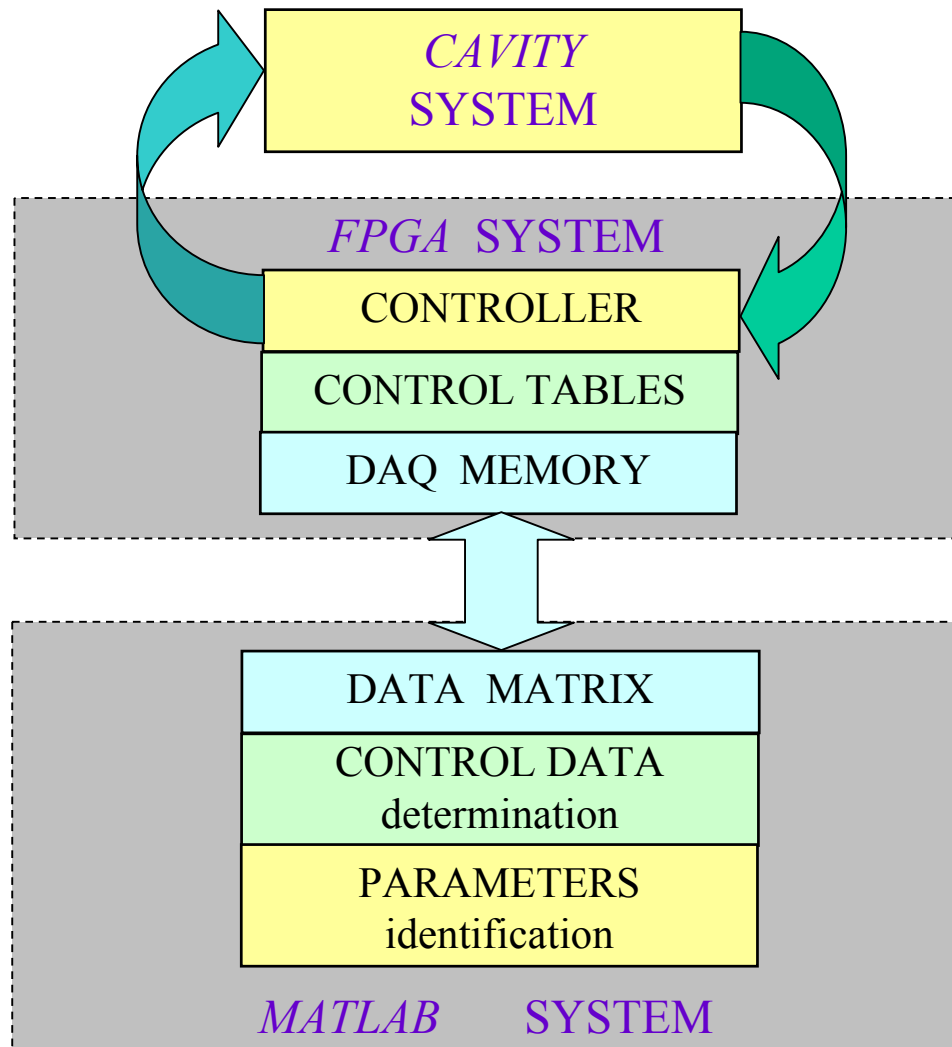 CAVITY
SYSTEM
FPGA SYSTEM
CONTROLLER
CONTROL TABLES
DAQ MEMORY
DATA MATRIX
CONTROL DATA
determination
PARAMETERS
identification
MATLAB SYSTEM